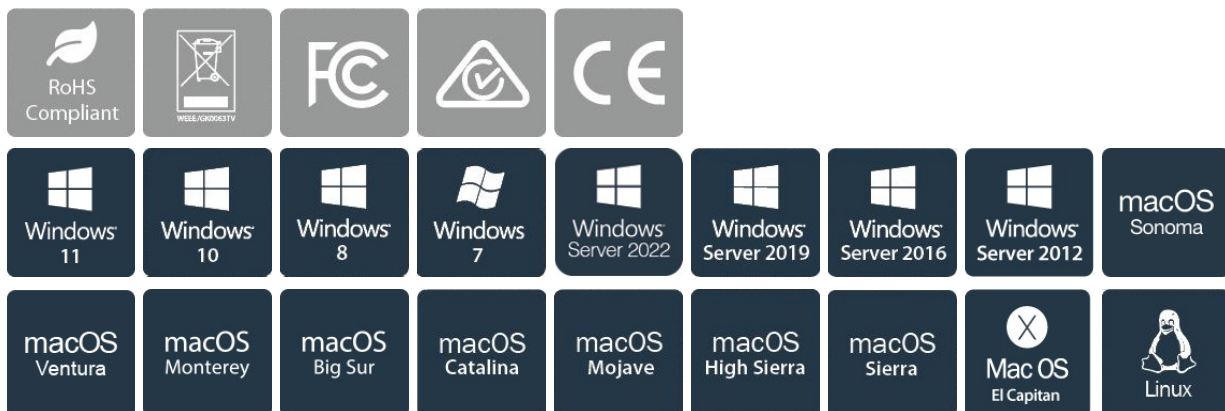 RoHS
Compliant
WEEE/GK0063TV
FC
CE
Windows
11
Windows
10
Windows
8
Windows
7
Windows
Server 2022
Windows
Server 2019
Windows
Server 2016
Windows
Server 2012
macOS
Sonoma
macOS
Ventura
macOS
Monterey
macOS
Big Sur
macOS
Catalina
macOS
Mojave
macOS
High Sierra
macOS
Sierra
X
Mac OS
El Capitan
Linux